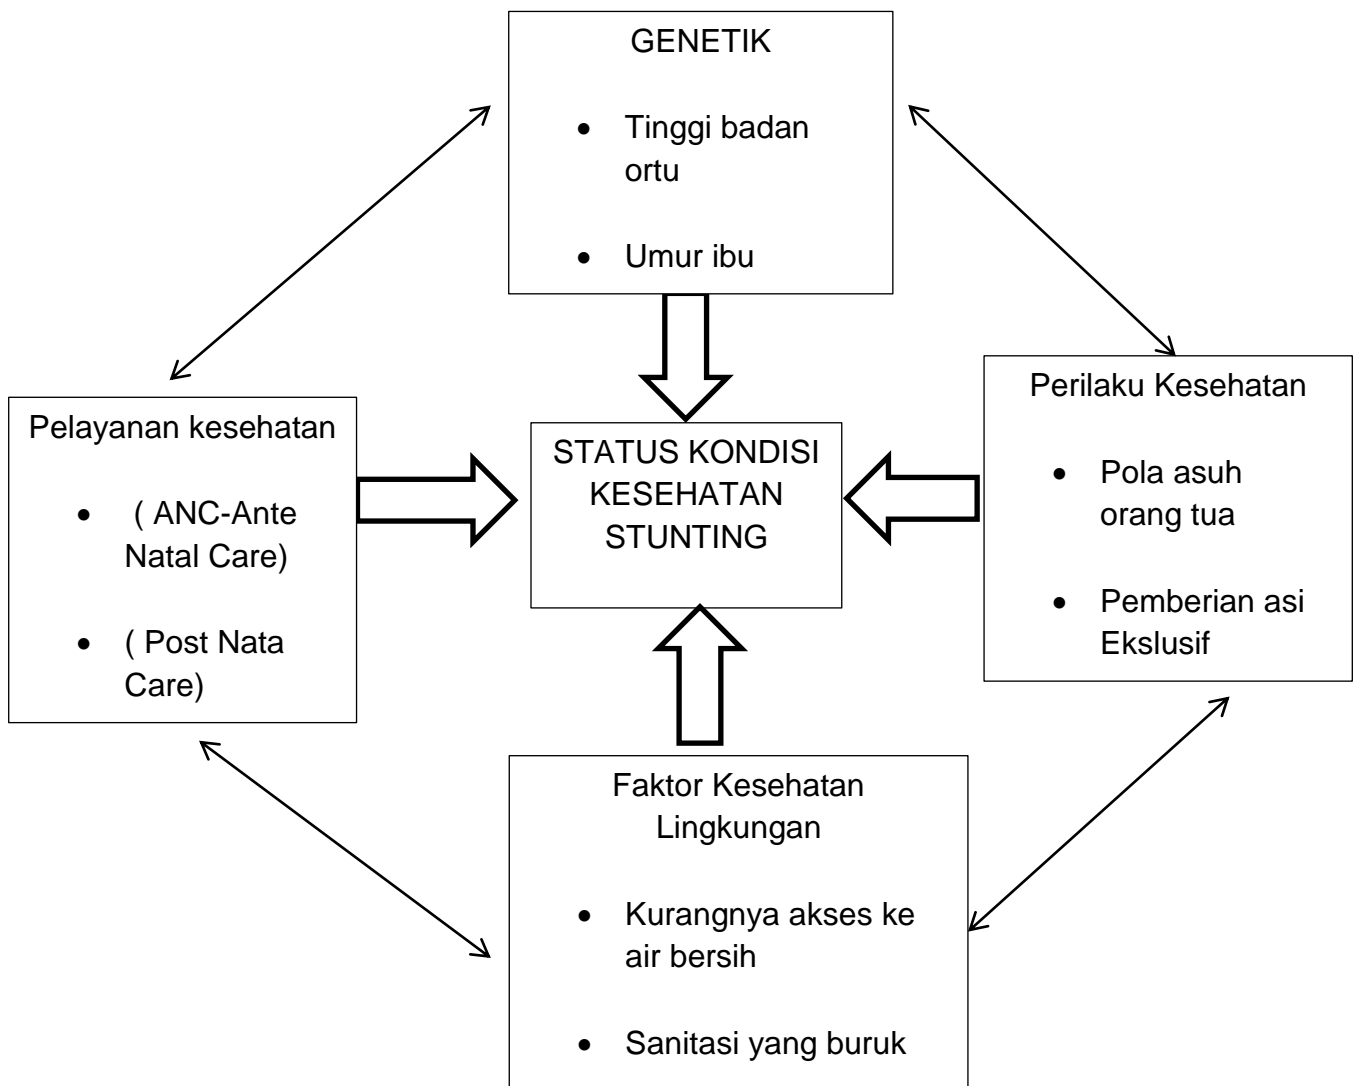 GENETIK
• Tinggi badan
ortu
• Umur ibu
Pelayanan kesehatan
• ( ANC-Ante
Natal Care)
• ( Post Nata
Care)
STATUS KONDISI
KESEHATAN
STUNTING
Perilaku Kesehatan
• Pola asuh
orang tua
• Pemberian asi
Ekslusif
Faktor Kesehatan
Lingkungan
• Kurangnya akses ke
air bersih
• Sanitasi yang buruk